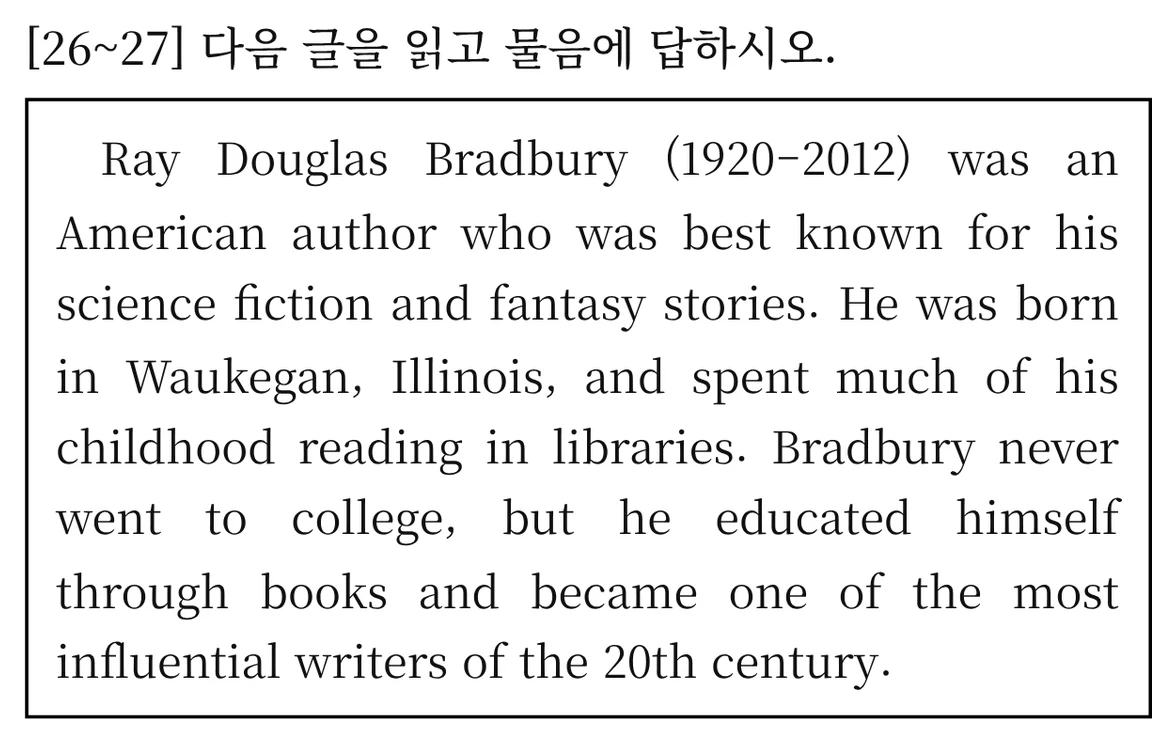 [26~27] 다음 글을 읽고 물음에 답하시오.
Ray Douglas Bradbury (1920-2012) was an
American author who was best known for his
science fiction and fantasy stories. He was born
in Waukegan, Illinois, and spent much of his
childhood reading in libraries. Bradbury never
went to college, but he educated himself
through books and became one of the most
influential writers of the 20th century.